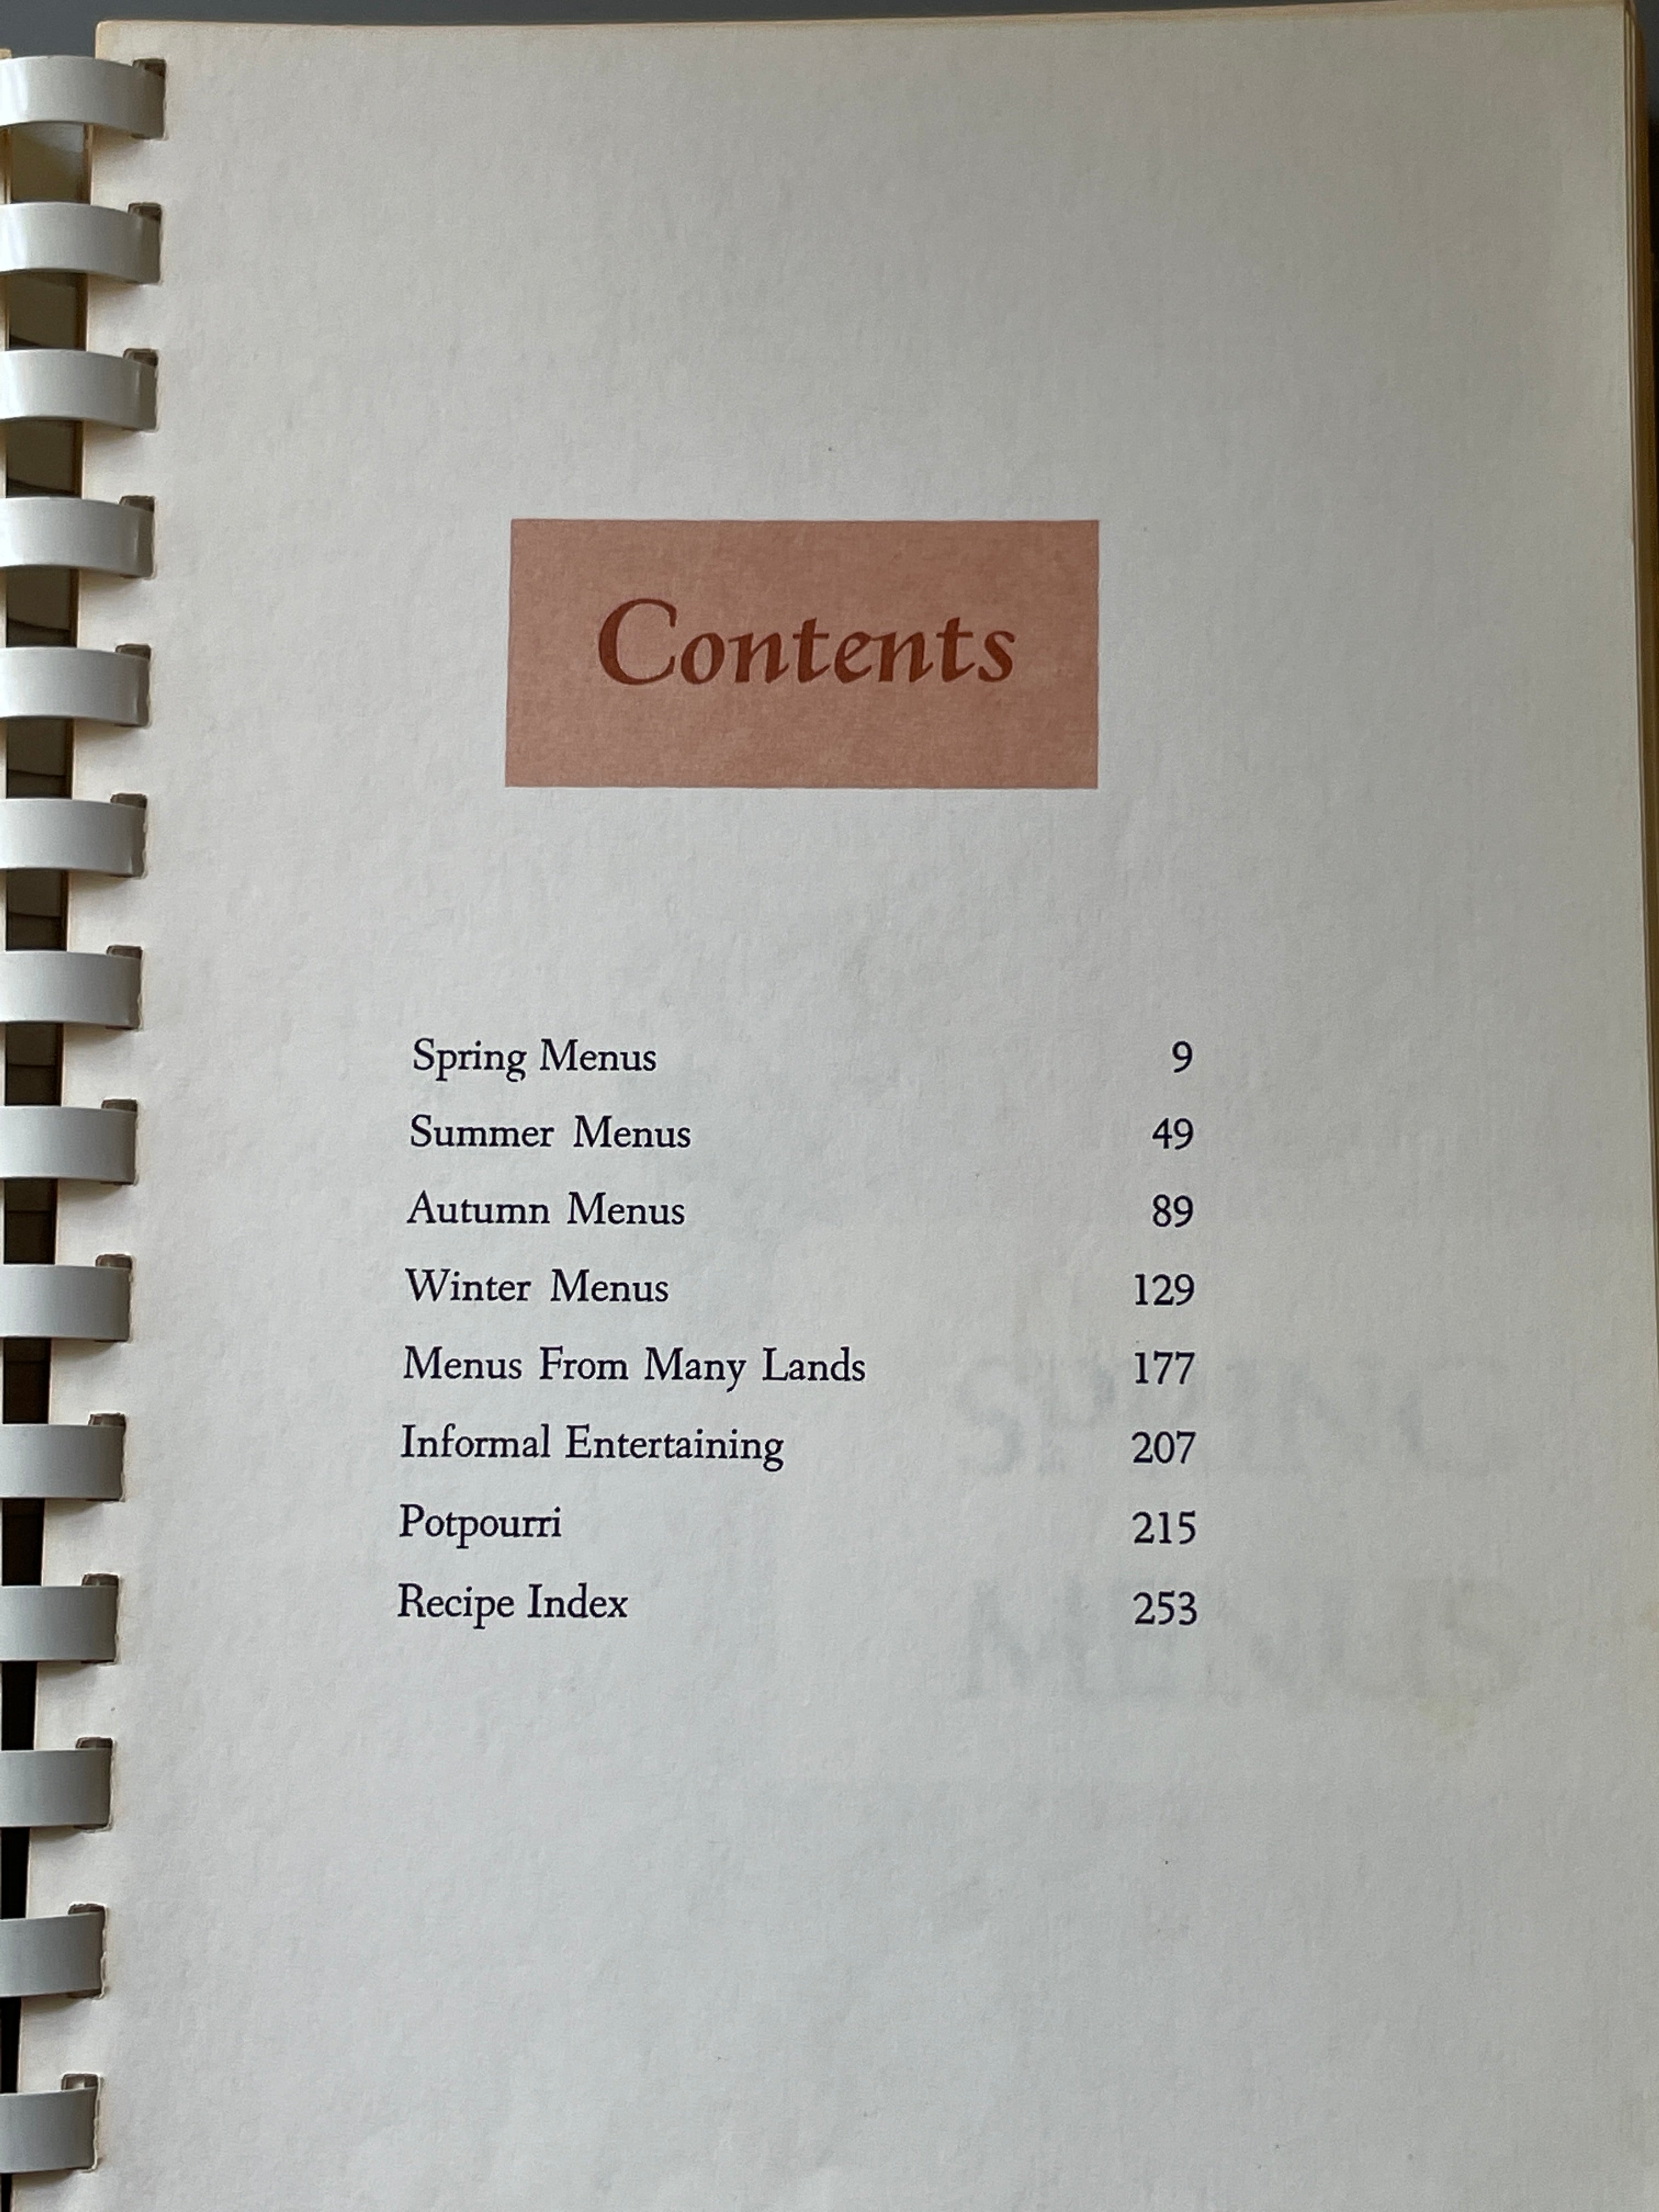 Contents
Spring Menus 9
Summer Menus 49
Autumn Menus 89
Winter Menus 129
Menus From Many Lands 177
Informal Entertaining 207
Potpourri 215
Recipe Index 253